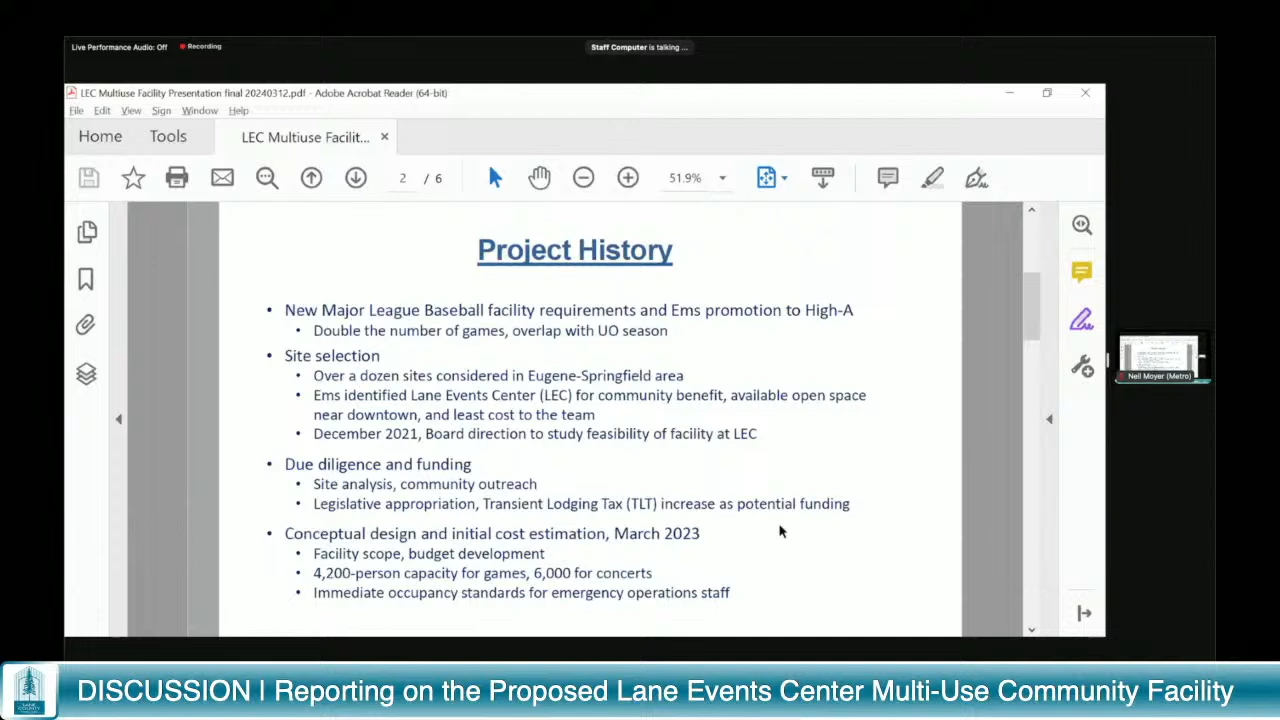 Live Performance Audio: Off
Recording
Staff Computer is talking ...
LEC Multiuse Facility Presentation final 20240312.pdf - Adobe Acrobat Reader (64-bit)
File Edit View Sign Window Help
Home Tools LEC Multiuse Facilit... ×
2 / 6 51.9%
Project History
• New Major League Baseball facility requirements and Ems promotion to High-A
• Double the number of games, overlap with UO season
• Site selection
• Over a dozen sites considered in Eugene-Springfield area
• Ems identified Lane Events Center (LEC) for community benefit, available open space
near downtown, and least cost to the team
• December 2021, Board direction to study feasibility of facility at LEC
• Due diligence and funding
• Site analysis, community outreach
• Legislative appropriation, Transient Lodging Tax (TLT) increase as potential funding
• Conceptual design and initial cost estimation, March 2023
• Facility scope, budget development
• 4,200-person capacity for games, 6,000 for concerts
• Immediate occupancy standards for emergency operations staff
Nell Moyer (Metro)
LANE COUNTY
DISCUSSION | Reporting on the Proposed Lane Events Center Multi-Use Community Facility